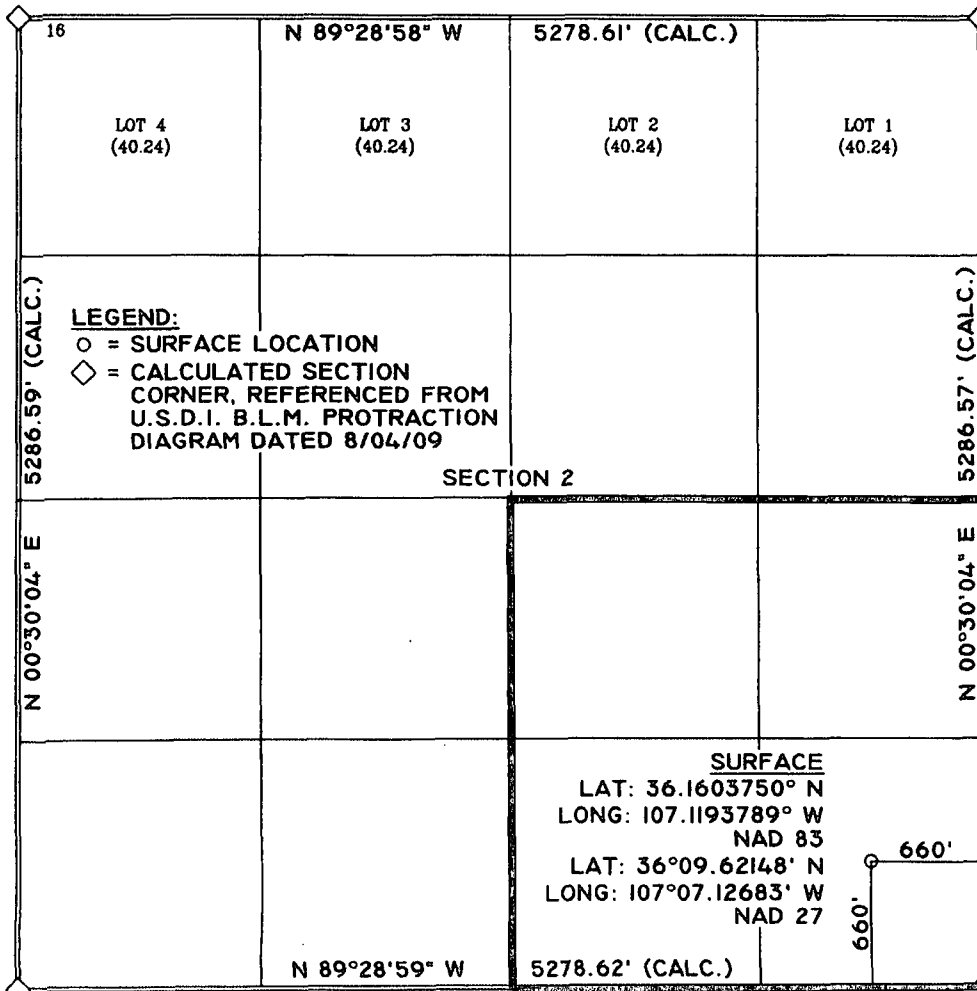 16
N 89°28'58" W 5278.61' (CALC.)
LOT 4
(40.24)
LOT 3
(40.24)
LOT 2
(40.24)
LOT 1
(40.24)
5286.59' (CALC.)
N 00°30'04" E
5286.57' (CALC.)
N 00°30'04" E
LEGEND:
○ = SURFACE LOCATION
◇ = CALCULATED SECTION
CORNER, REFERENCED FROM
U.S.D.I. B.L.M. PROTRACTION
DIAGRAM DATED 8/04/09
SECTION 2
SURFACE
LAT: 36.1603750° N
LONG: 107.1193789° W
NAD 83
LAT: 36°09.62148' N
LONG: 107°07.12683' W
NAD 27
660'
660'
N 89°28'59" W 5278.62' (CALC.)